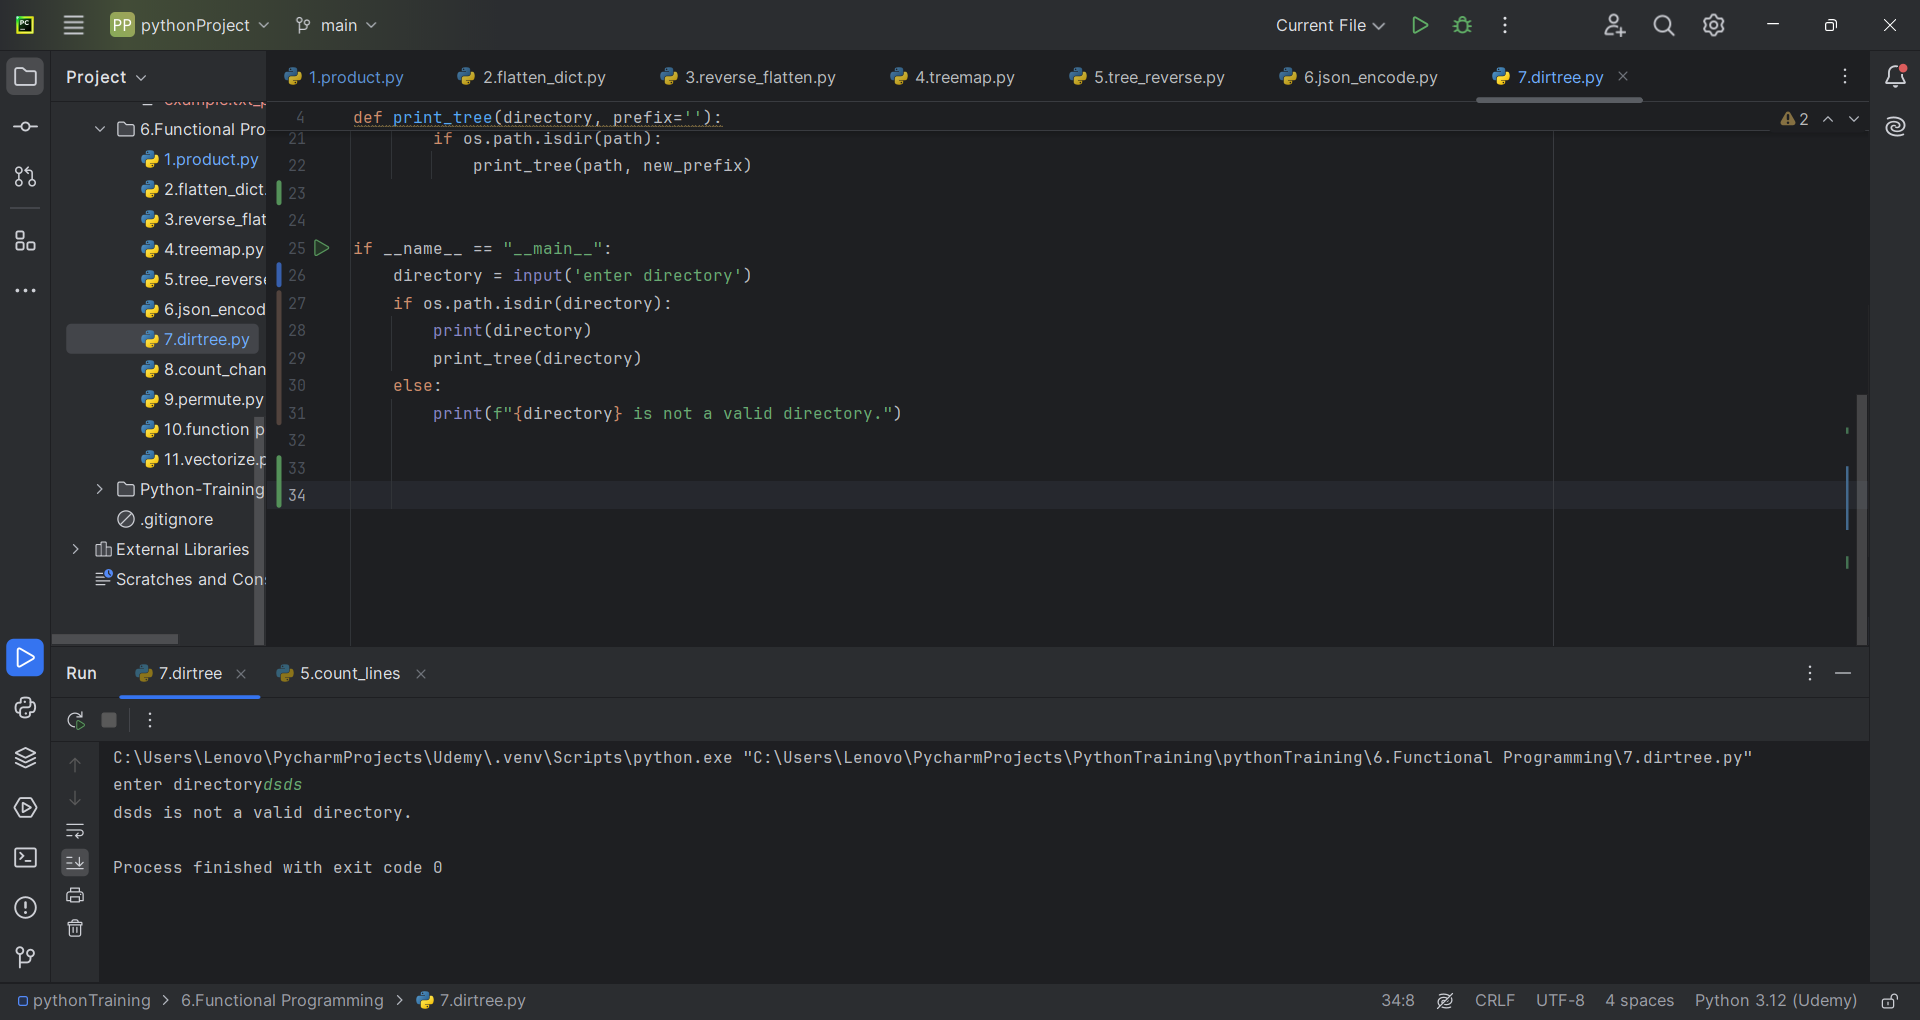 PC
PP pythonProject
main
Current File
Project
1.product.py
2.flatten_dict.py
3.reverse_flatten.py
4.treemap.py
5.tree_reverse.py
6.json_encode.py
7.dirtree.py
6.Functional Pro
1.product.py
2.flatten_dict.
3.reverse_flat
4.treemap.py
5.tree_revers
6.json_encod
7.dirtree.py
8.count_chan
9.permute.py
10.function p
11.vectorize.p
Python-Training
.gitignore
External Libraries
Scratches and Con
4 def print_tree(directory, prefix=''):
2
21 if os.path.isdir(path):
22 print_tree(path, new_prefix)
23
24
25 if __name__ == "__main__":
26 directory = input('enter directory')
27 if os.path.isdir(directory):
28 print(directory)
29 print_tree(directory)
30 else:
31 print(f"{directory} is not a valid directory.")
32
33
34
Run
7.dirtree
5.count_lines
C:\Users\Lenovo\PycharmProjects\Udemy\.venv\Scripts\python.exe "C:\Users\Lenovo\PycharmProjects\PythonTraining\pythonTraining\6.Functional Programming\7.dirtree.py"
enter directorydsds
dsds is not a valid directory.
Process finished with exit code 0
pythonTraining > 6.Functional Programming > 7.dirtree.py
34:8
CRLF
UTF-8
4 spaces
Python 3.12 (Udemy)